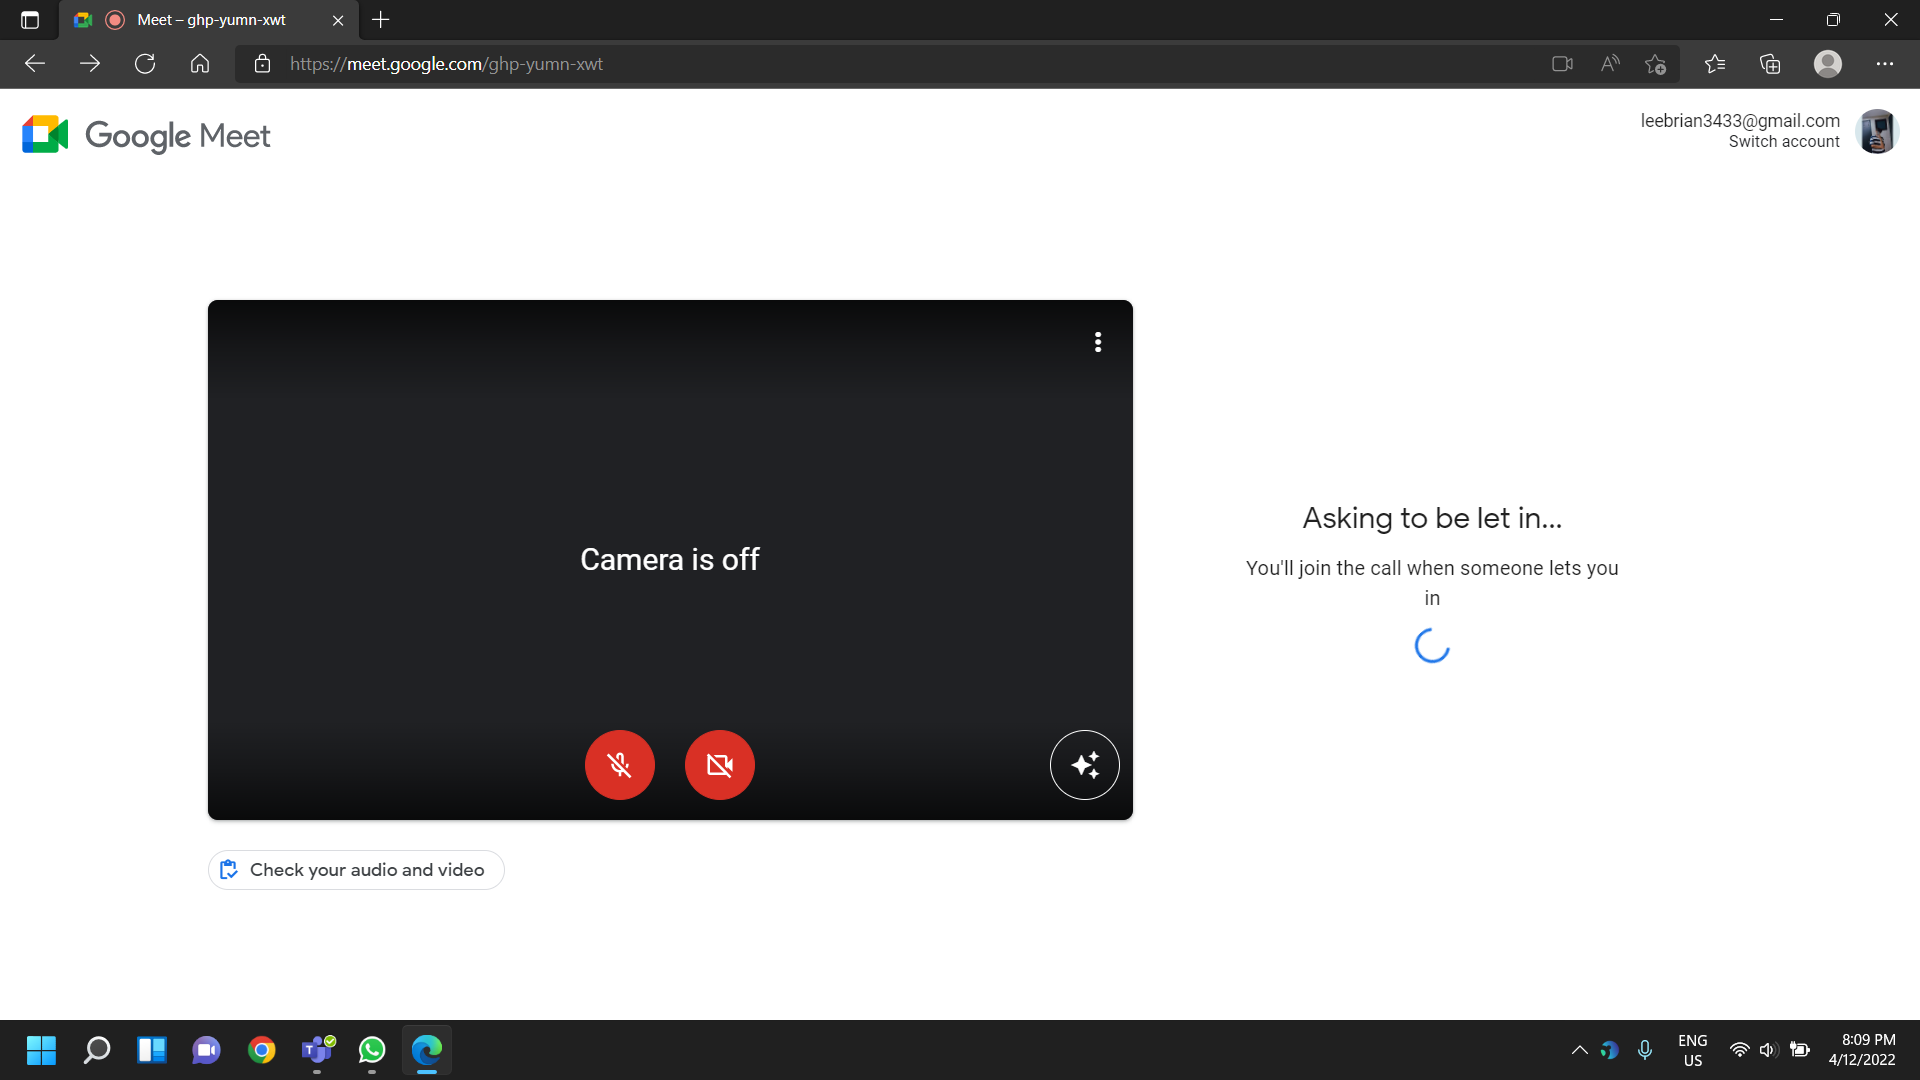 Meet – ghp-yumn-xwt
https://meet.google.com/ghp-yumn-xwt
Google Meet
leebrian3433@gmail.com
Switch account
Camera is off
Asking to be let in...
You'll join the call when someone lets you
in
Check your audio and video
ENG
US
8:09 PM
4/12/2022